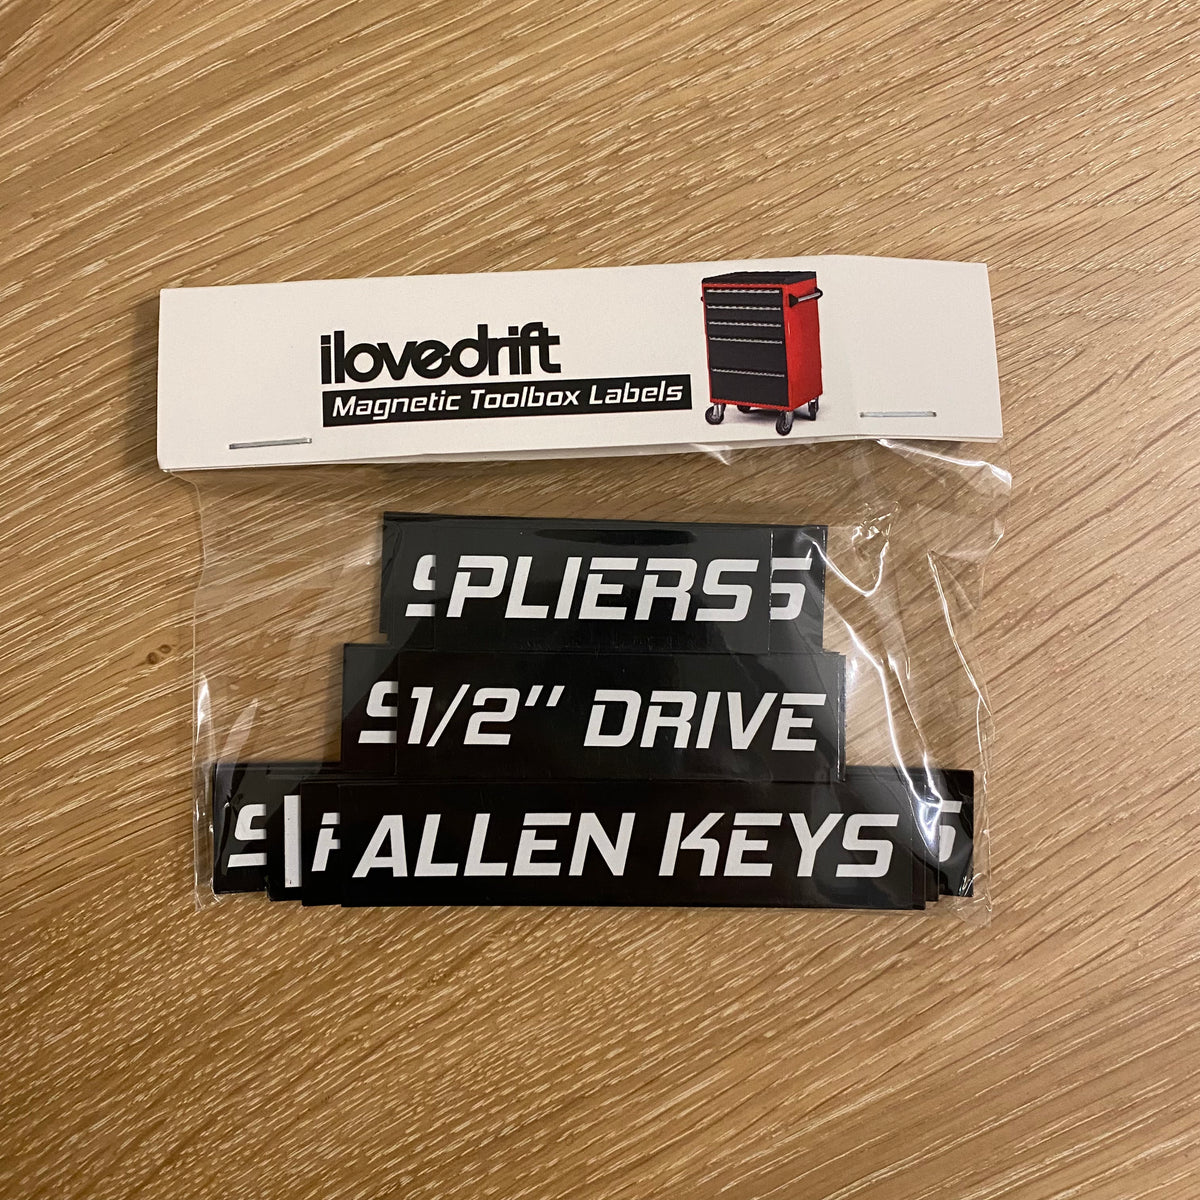 ilovedrift
Magnetic Toolbox Labels
PLIERS
1/2" DRIVE
ALLEN KEYS